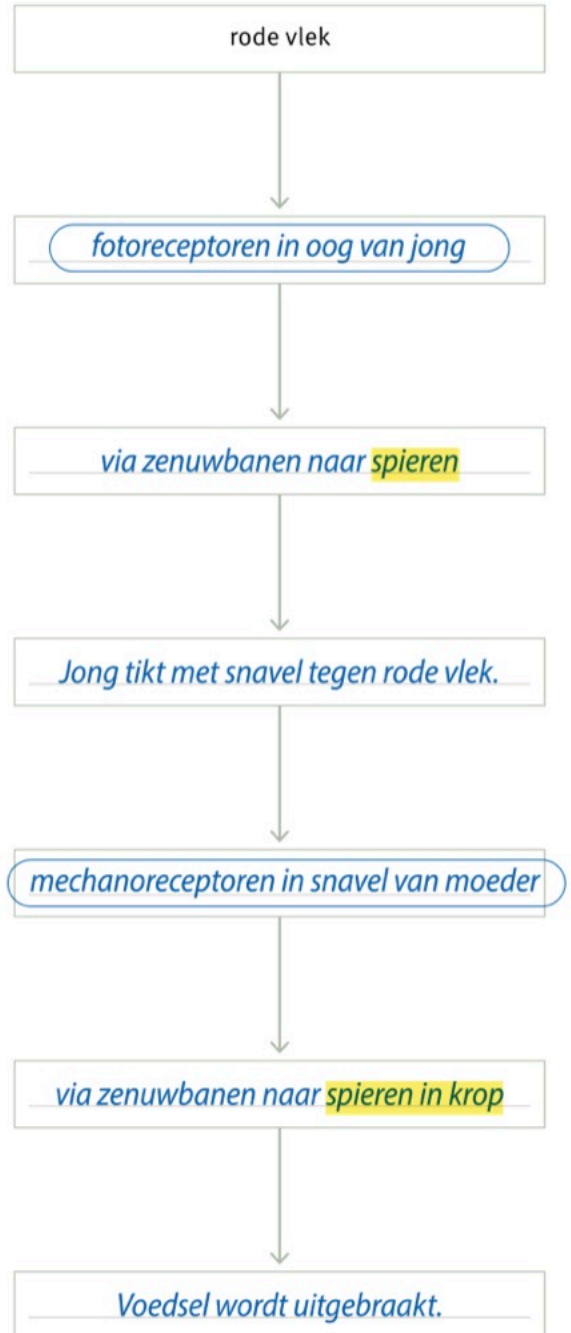 rode vlek
fotoreceptoren in oog van jong
via zenuwbanen naar spieren
Jong tikt met snavel tegen rode vlek.
mechanoreceptoren in snavel van moeder
via zenuwbanen naar spieren in krop
Voedsel wordt uitgebraakt.